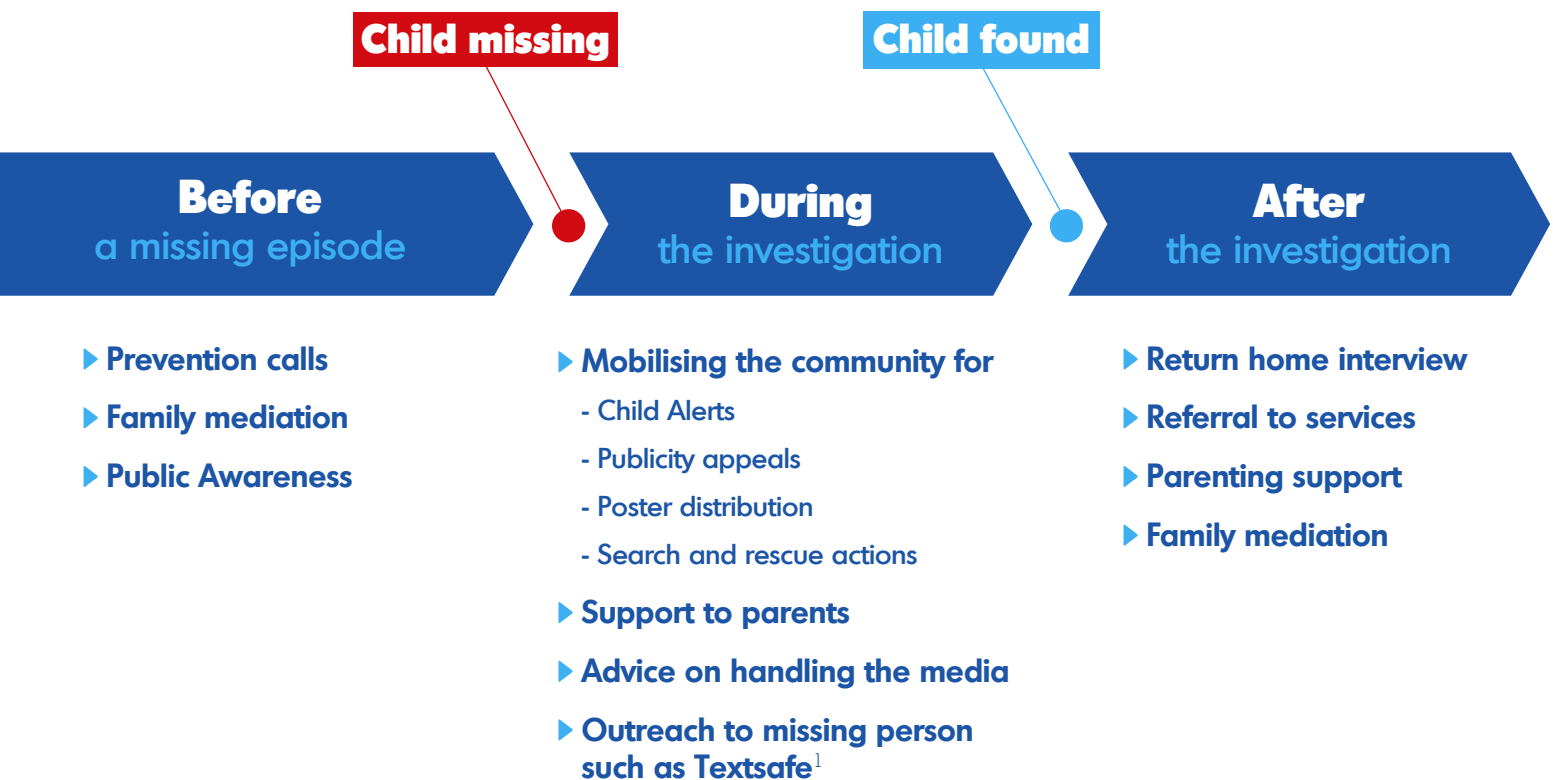 Child missing
Child found
Before
a missing episode
During
the investigation
After
the investigation
Prevention calls
Family mediation
Public Awareness
Mobilising the community for
- Child Alerts
- Publicity appeals
- Poster distribution
- Search and rescue actions
Support to parents
Advice on handling the media
Outreach to missing person
such as Textsafe¹
Return home interview
Referral to services
Parenting support
Family mediation